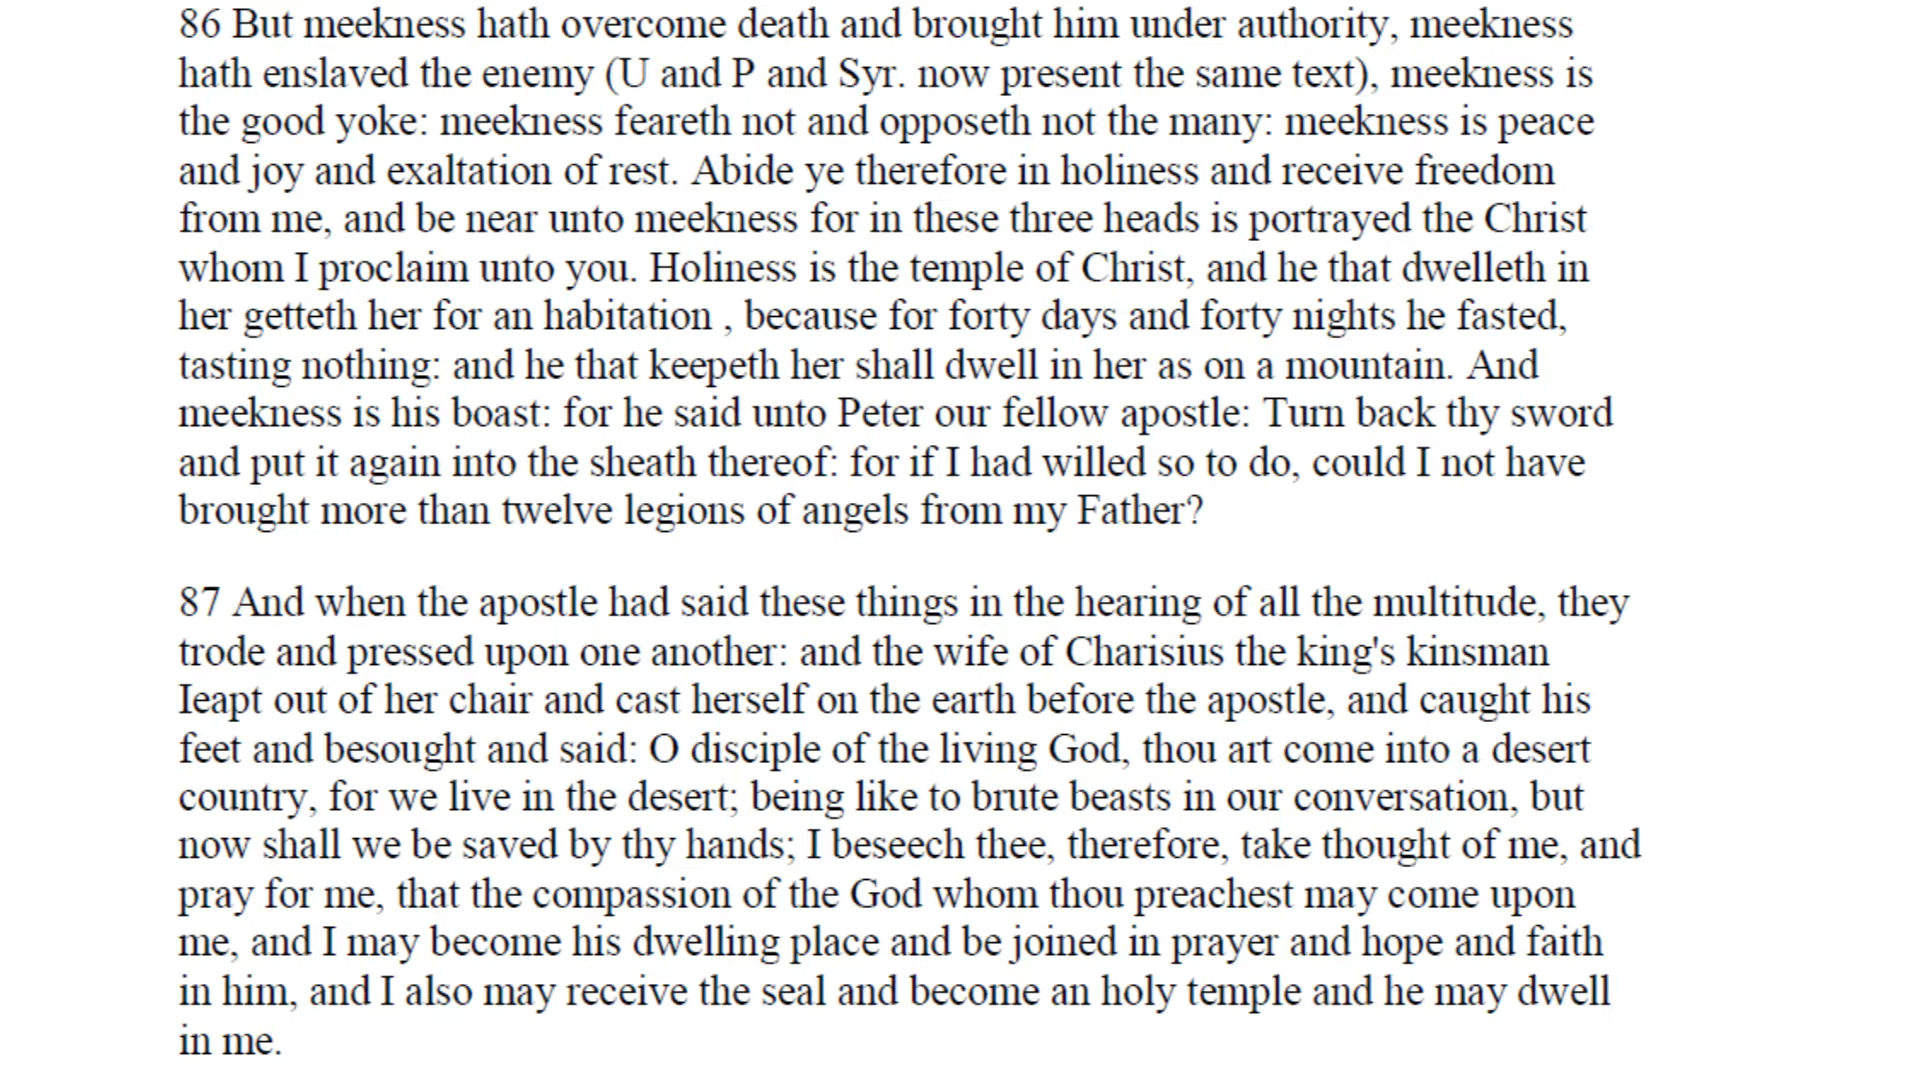 86 But meekness hath overcome death and brought him under authority, meekness
hath enslaved the enemy (U and P and Syr. now present the same text), meekness is
the good yoke: meekness feareth not and opposeth not the many: meekness is peace
and joy and exaltation of rest. Abide ye therefore in holiness and receive freedom
from me, and be near unto meekness for in these three heads is portrayed the Christ
whom I proclaim unto you. Holiness is the temple of Christ, and he that dwelleth in
her getteth her for an habitation , because for forty days and forty nights he fasted,
tasting nothing: and he that keepeth her shall dwell in her as on a mountain. And
meekness is his boast: for he said unto Peter our fellow apostle: Turn back thy sword
and put it again into the sheath thereof: for if I had willed so to do, could I not have
brought more than twelve legions of angels from my Father?
87 And when the apostle had said these things in the hearing of all the multitude, they
trode and pressed upon one another: and the wife of Charisius the king's kinsman
Ieapt out of her chair and cast herself on the earth before the apostle, and caught his
feet and besought and said: O disciple of the living God, thou art come into a desert
country, for we live in the desert; being like to brute beasts in our conversation, but
now shall we be saved by thy hands; I beseech thee, therefore, take thought of me, and
pray for me, that the compassion of the God whom thou preachest may come upon
me, and I may become his dwelling place and be joined in prayer and hope and faith
in him, and I also may receive the seal and become an holy temple and he may dwell
in me.